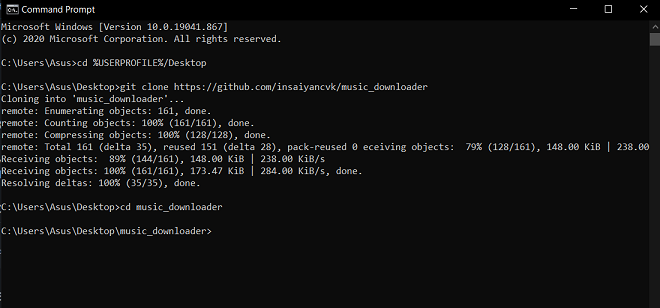 Command Prompt
Microsoft Windows [Version 10.0.19041.867]
(c) 2020 Microsoft Corporation. All rights reserved.
C:\Users\Asus>cd %USERPROFILE%/Desktop
C:\Users\Asus\Desktop>git clone https://github.com/insaiyancvk/music_downloader
Cloning into 'music_downloader'...
remote: Enumerating objects: 161, done.
remote: Counting objects: 100% (161/161), done.
remote: Compressing objects: 100% (128/128), done.
remote: Total 161 (delta 35), reused 151 (delta 28), pack-reused 0 eceiving objects:  79% (128/161), 148.00 KiB | 238.00
Receiving objects:  89% (144/161), 148.00 KiB | 238.00 KiB/s
Receiving objects: 100% (161/161), 173.47 KiB | 284.00 KiB/s, done.
Resolving deltas: 100% (35/35), done.
C:\Users\Asus\Desktop>cd music_downloader
C:\Users\Asus\Desktop\music_downloader>